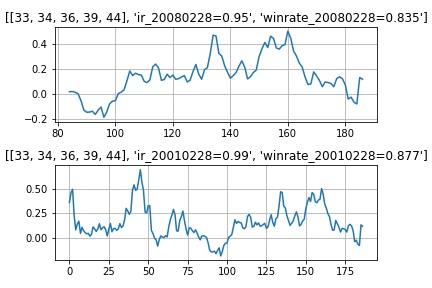 [[33, 34, 36, 39, 44], 'ir_20080228=0.95', 'winrate_20080228=0.835']
0.4
0.2
0.0
−0.2
80 100 120 140 160 180
[[33, 34, 36, 39, 44], 'ir_20010228=0.99', 'winrate_20010228=0.877']
0.50
0.25
0.00
0 25 50 75 100 125 150 175